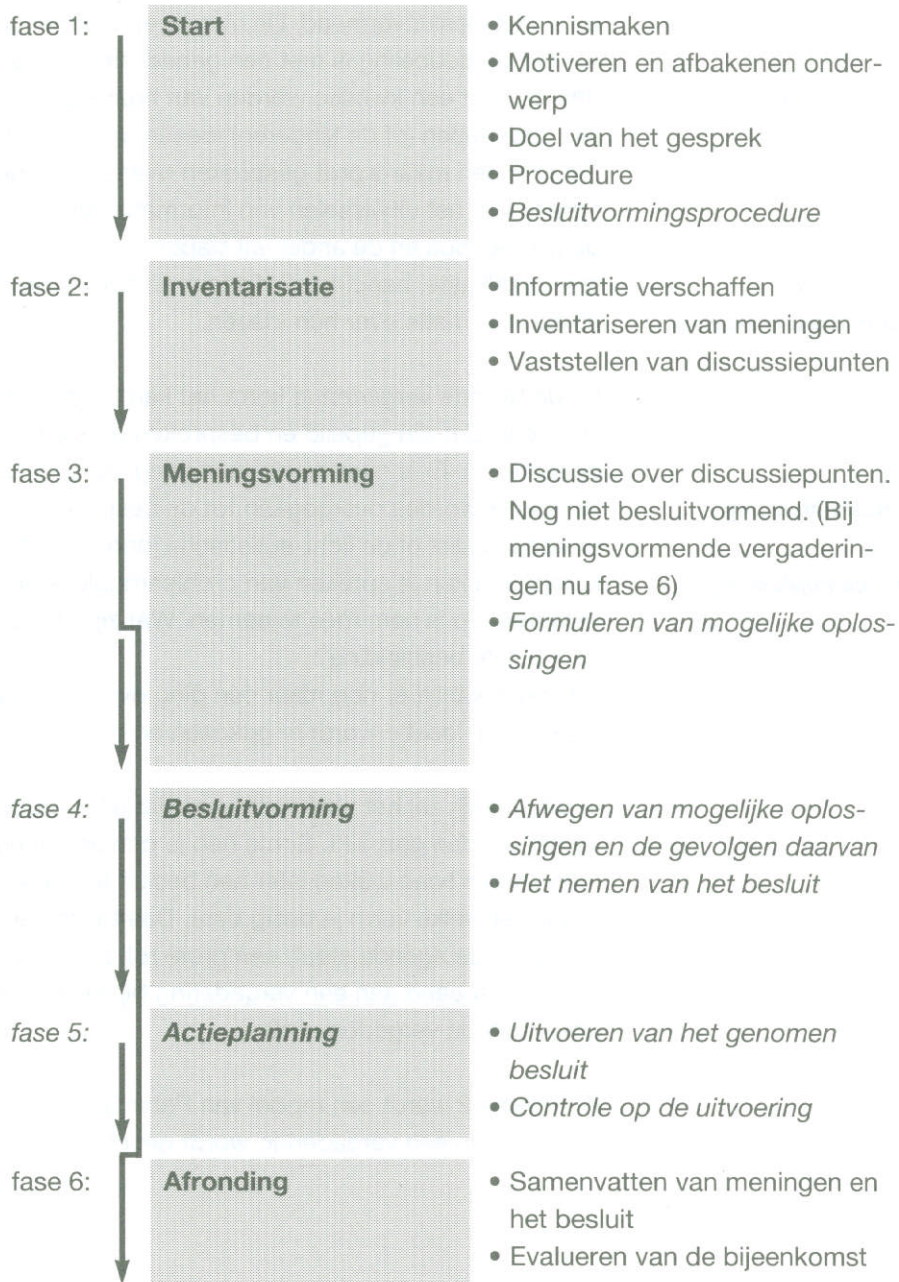 fase 1: Start • Kennismaken
• Motiveren en afbakenen onder-
werp
• Doel van het gesprek
• Procedure
• Besluitvormingsprocedure
fase 2: Inventarisatie • Informatie verschaffen
• Inventariseren van meningen
• Vaststellen van discussiepunten
fase 3: Meningsvorming • Discussie over discussiepunten.
Nog niet besluitvormend. (Bij
meningsvormende vergaderin-
gen nu fase 6)
• Formuleren van mogelijke oplos-
singen
fase 4: Besluitvorming • Afwegen van mogelijke oplos-
singen en de gevolgen daarvan
• Het nemen van het besluit
fase 5: Actieplanning • Uitvoeren van het genomen
besluit
• Controle op de uitvoering
fase 6: Afronding • Samenvatten van meningen en
het besluit
• Evalueren van de bijeenkomst